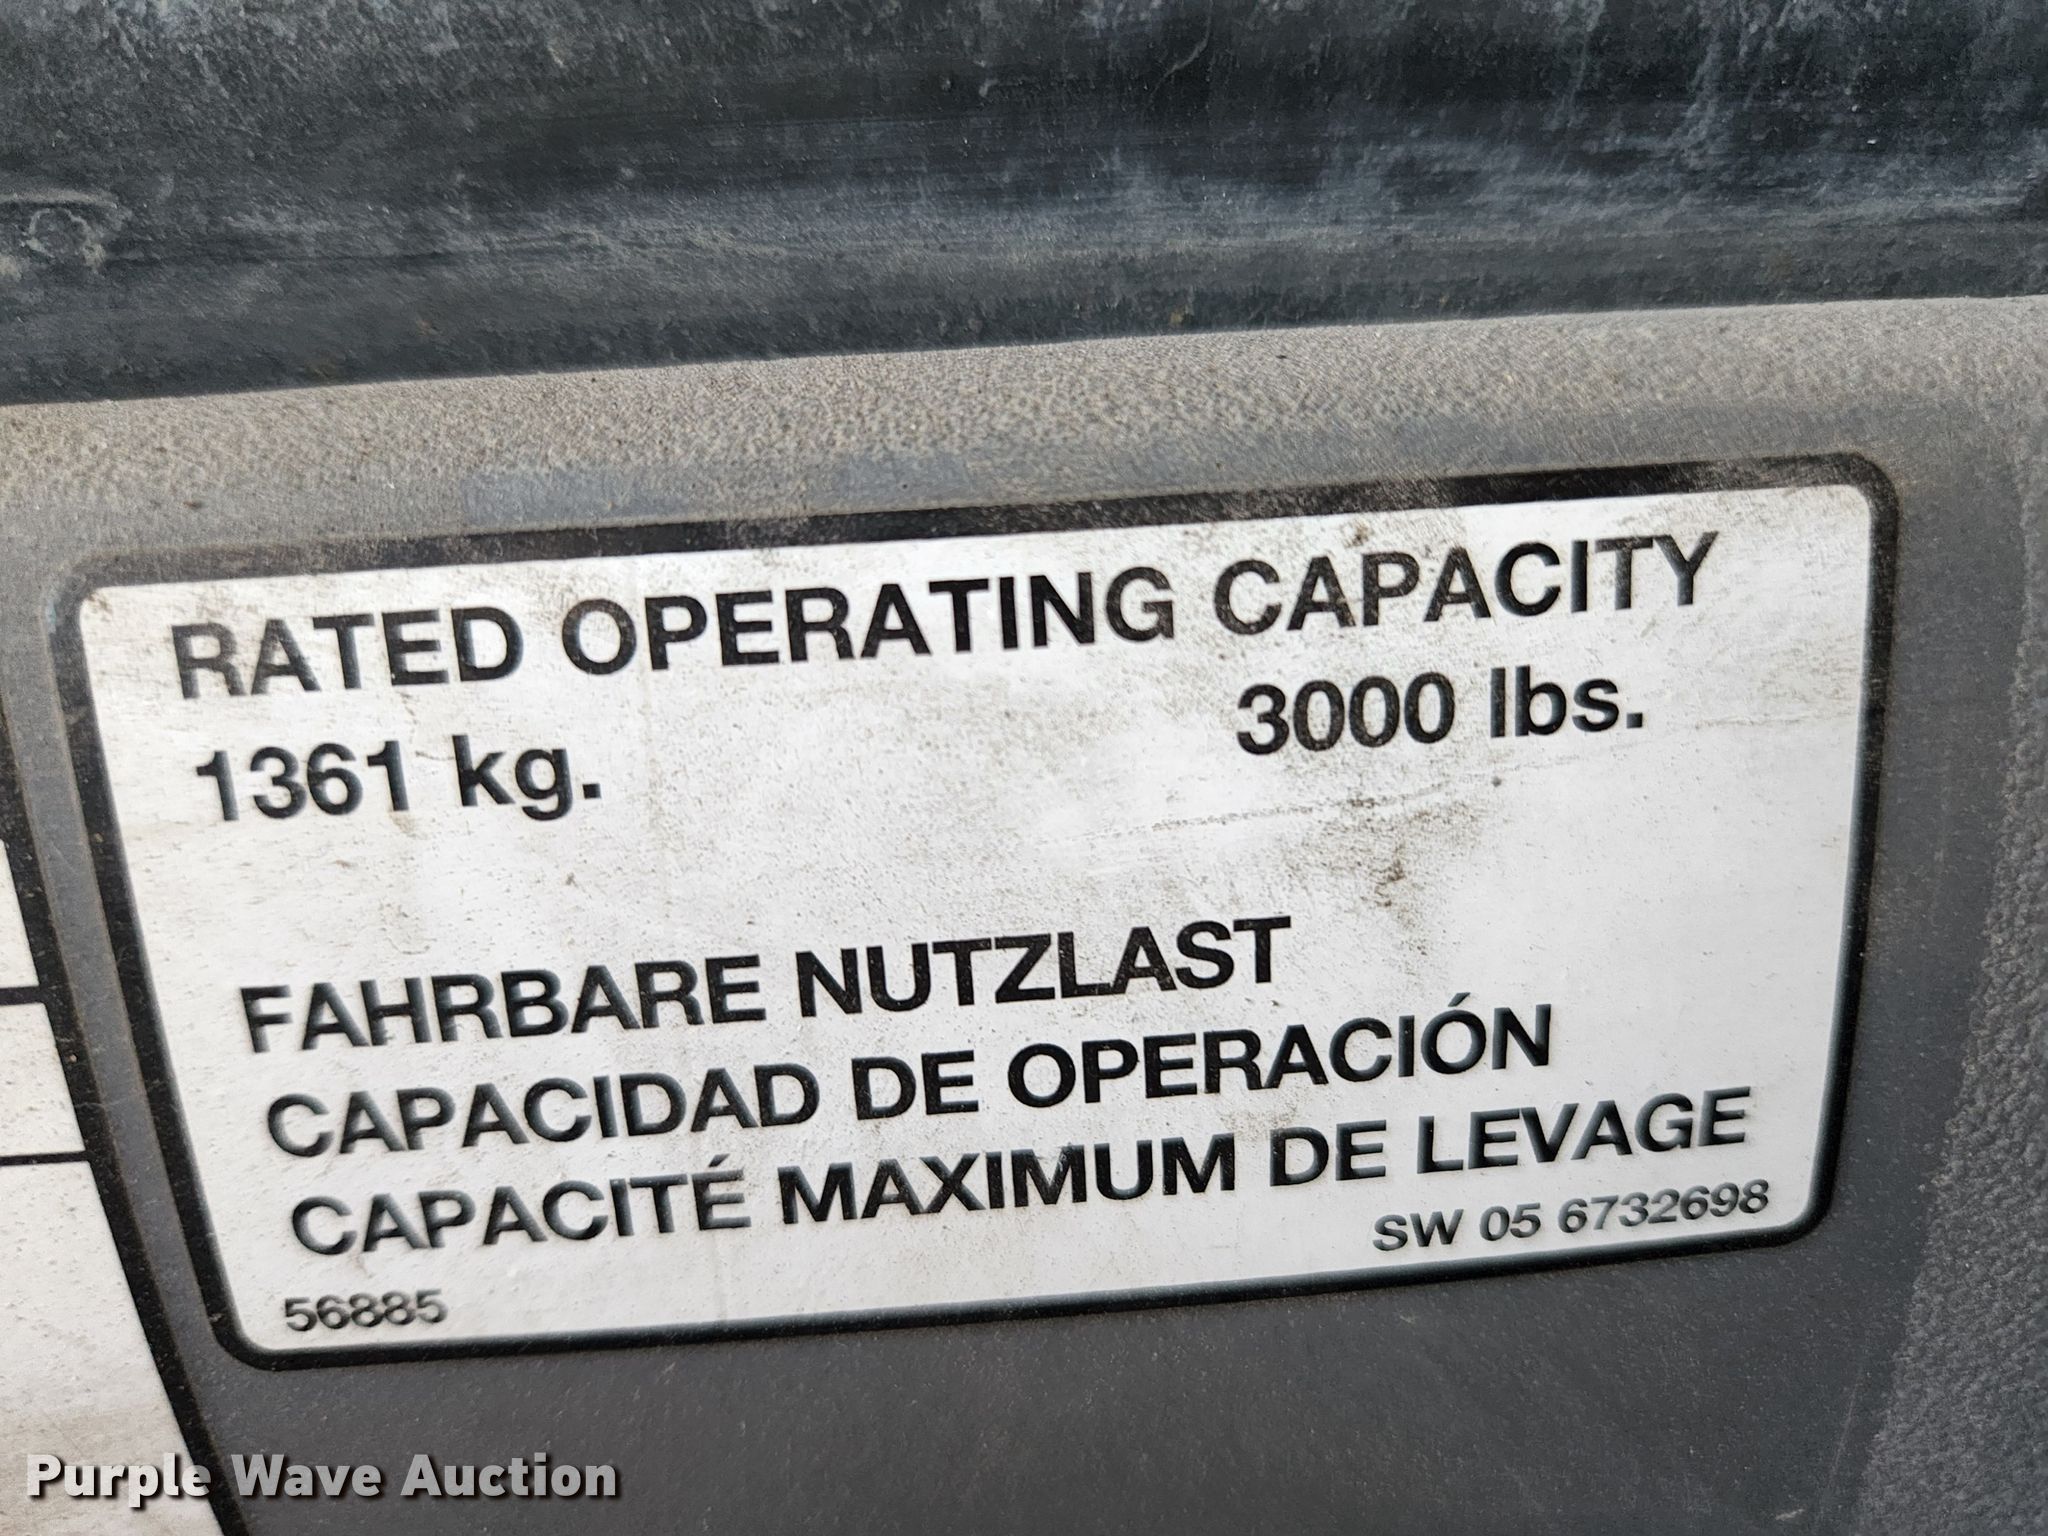 RATED OPERATING CAPACITY
1361 kg. 3000 lbs.
FAHRBARE NUTZLAST
CAPACIDAD DE OPERACIÓN
CAPACITÉ MAXIMUM DE LEVAGE
SW 05 6732698
56885
Purple Wave Auction